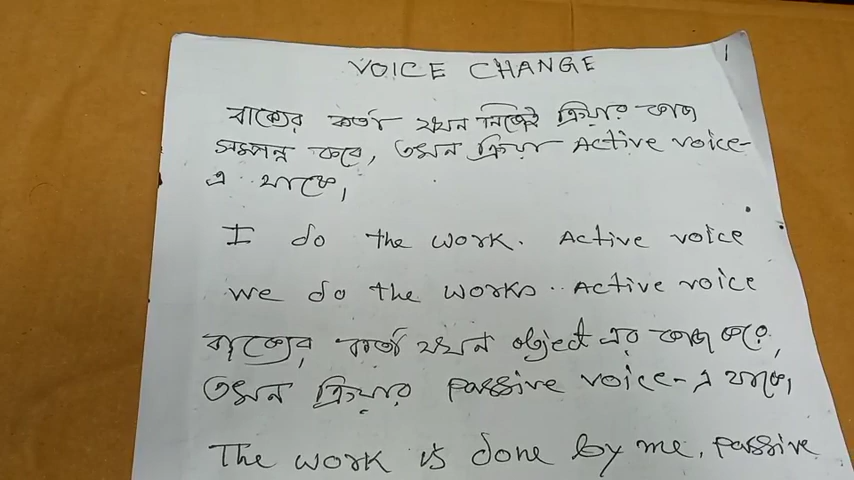 VOICE CHANGE
1
বাক্যের কর্তা যখন নিজেই ক্রিয়ার কাজ
সম্পন্ন করে, তখন ক্রিয়া Active voice-
এ থাকে,
I do the work. Active voice
We do the works.. Active voice
বাক্যের, কর্তা যখন object এর কাজ করে,
তখন ক্রিয়ার passive voice-এ থাকে,
The work is done by me, passive